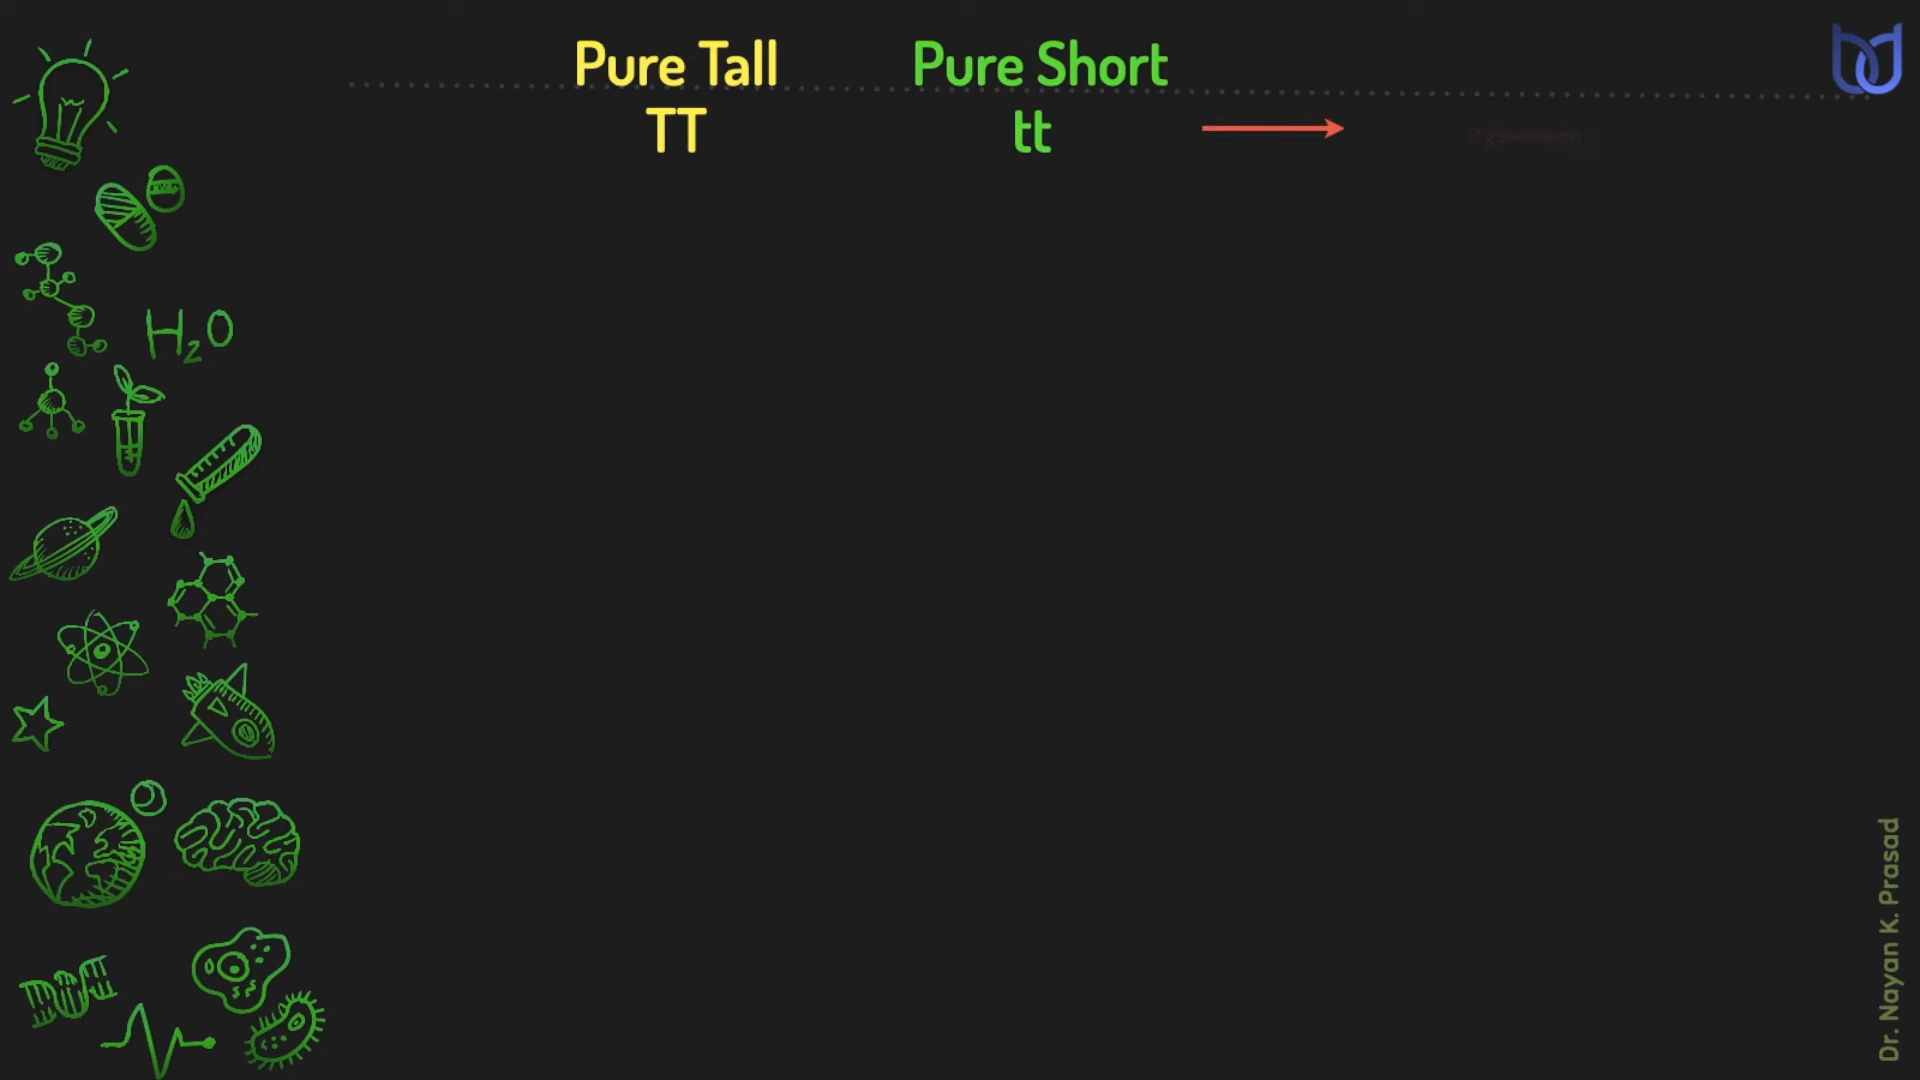 Pure Tall Pure Short
TT tt
H₂O
Dr. Nayan K. Prasad